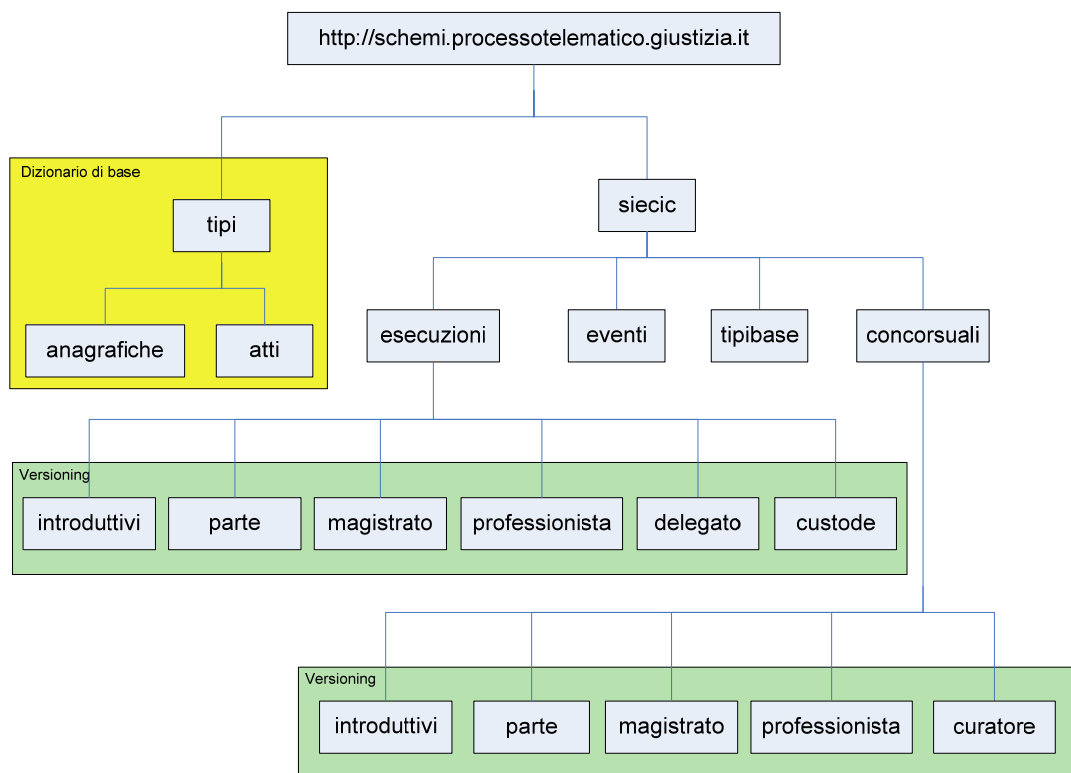 http://schemi.processotelematico.giustizia.it
Dizionario di base
tipi
siecic
anagrafiche
atti
esecuzioni
eventi
tipibase
concorsuali
Versioning
introduttivi
parte
magistrato
professionista
delegato
custode
Versioning
introduttivi
parte
magistrato
professionista
curatore